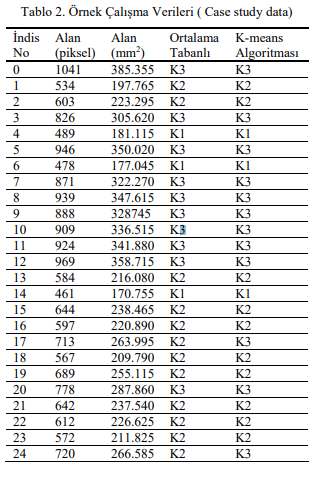 Tablo 2. Örnek Çalışma Verileri ( Case study data)
İndis No Alan (piksel) Alan (mm²) Ortalama Tabanlı K-means Algoritması
0 1041 385.355 K3 K3
1 534 197.765 K2 K2
2 603 223.295 K2 K2
3 826 305.620 K3 K3
4 489 181.115 K1 K1
5 946 350.020 K3 K3
6 478 177.045 K1 K1
7 871 322.270 K3 K3
8 939 347.615 K3 K3
9 888 328745 K3 K3
10 909 336.515 K3 K3
11 924 341.880 K3 K3
12 969 358.715 K3 K3
13 584 216.080 K2 K2
14 461 170.755 K1 K1
15 644 238.465 K2 K2
16 597 220.890 K2 K2
17 713 263.995 K2 K3
18 567 209.790 K2 K2
19 689 255.115 K2 K2
20 778 287.860 K3 K3
21 642 237.540 K2 K2
22 612 226.625 K2 K2
23 572 211.825 K2 K2
24 720 266.585 K2 K3